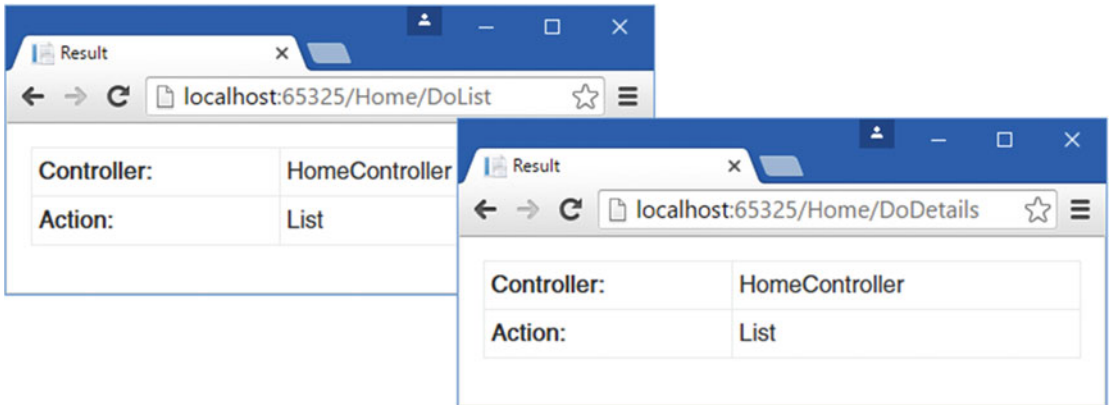 Result
localhost:65325/Home/DoList
Controller: HomeController
Action: List
Result
localhost:65325/Home/DoDetails
Controller: HomeController
Action: List